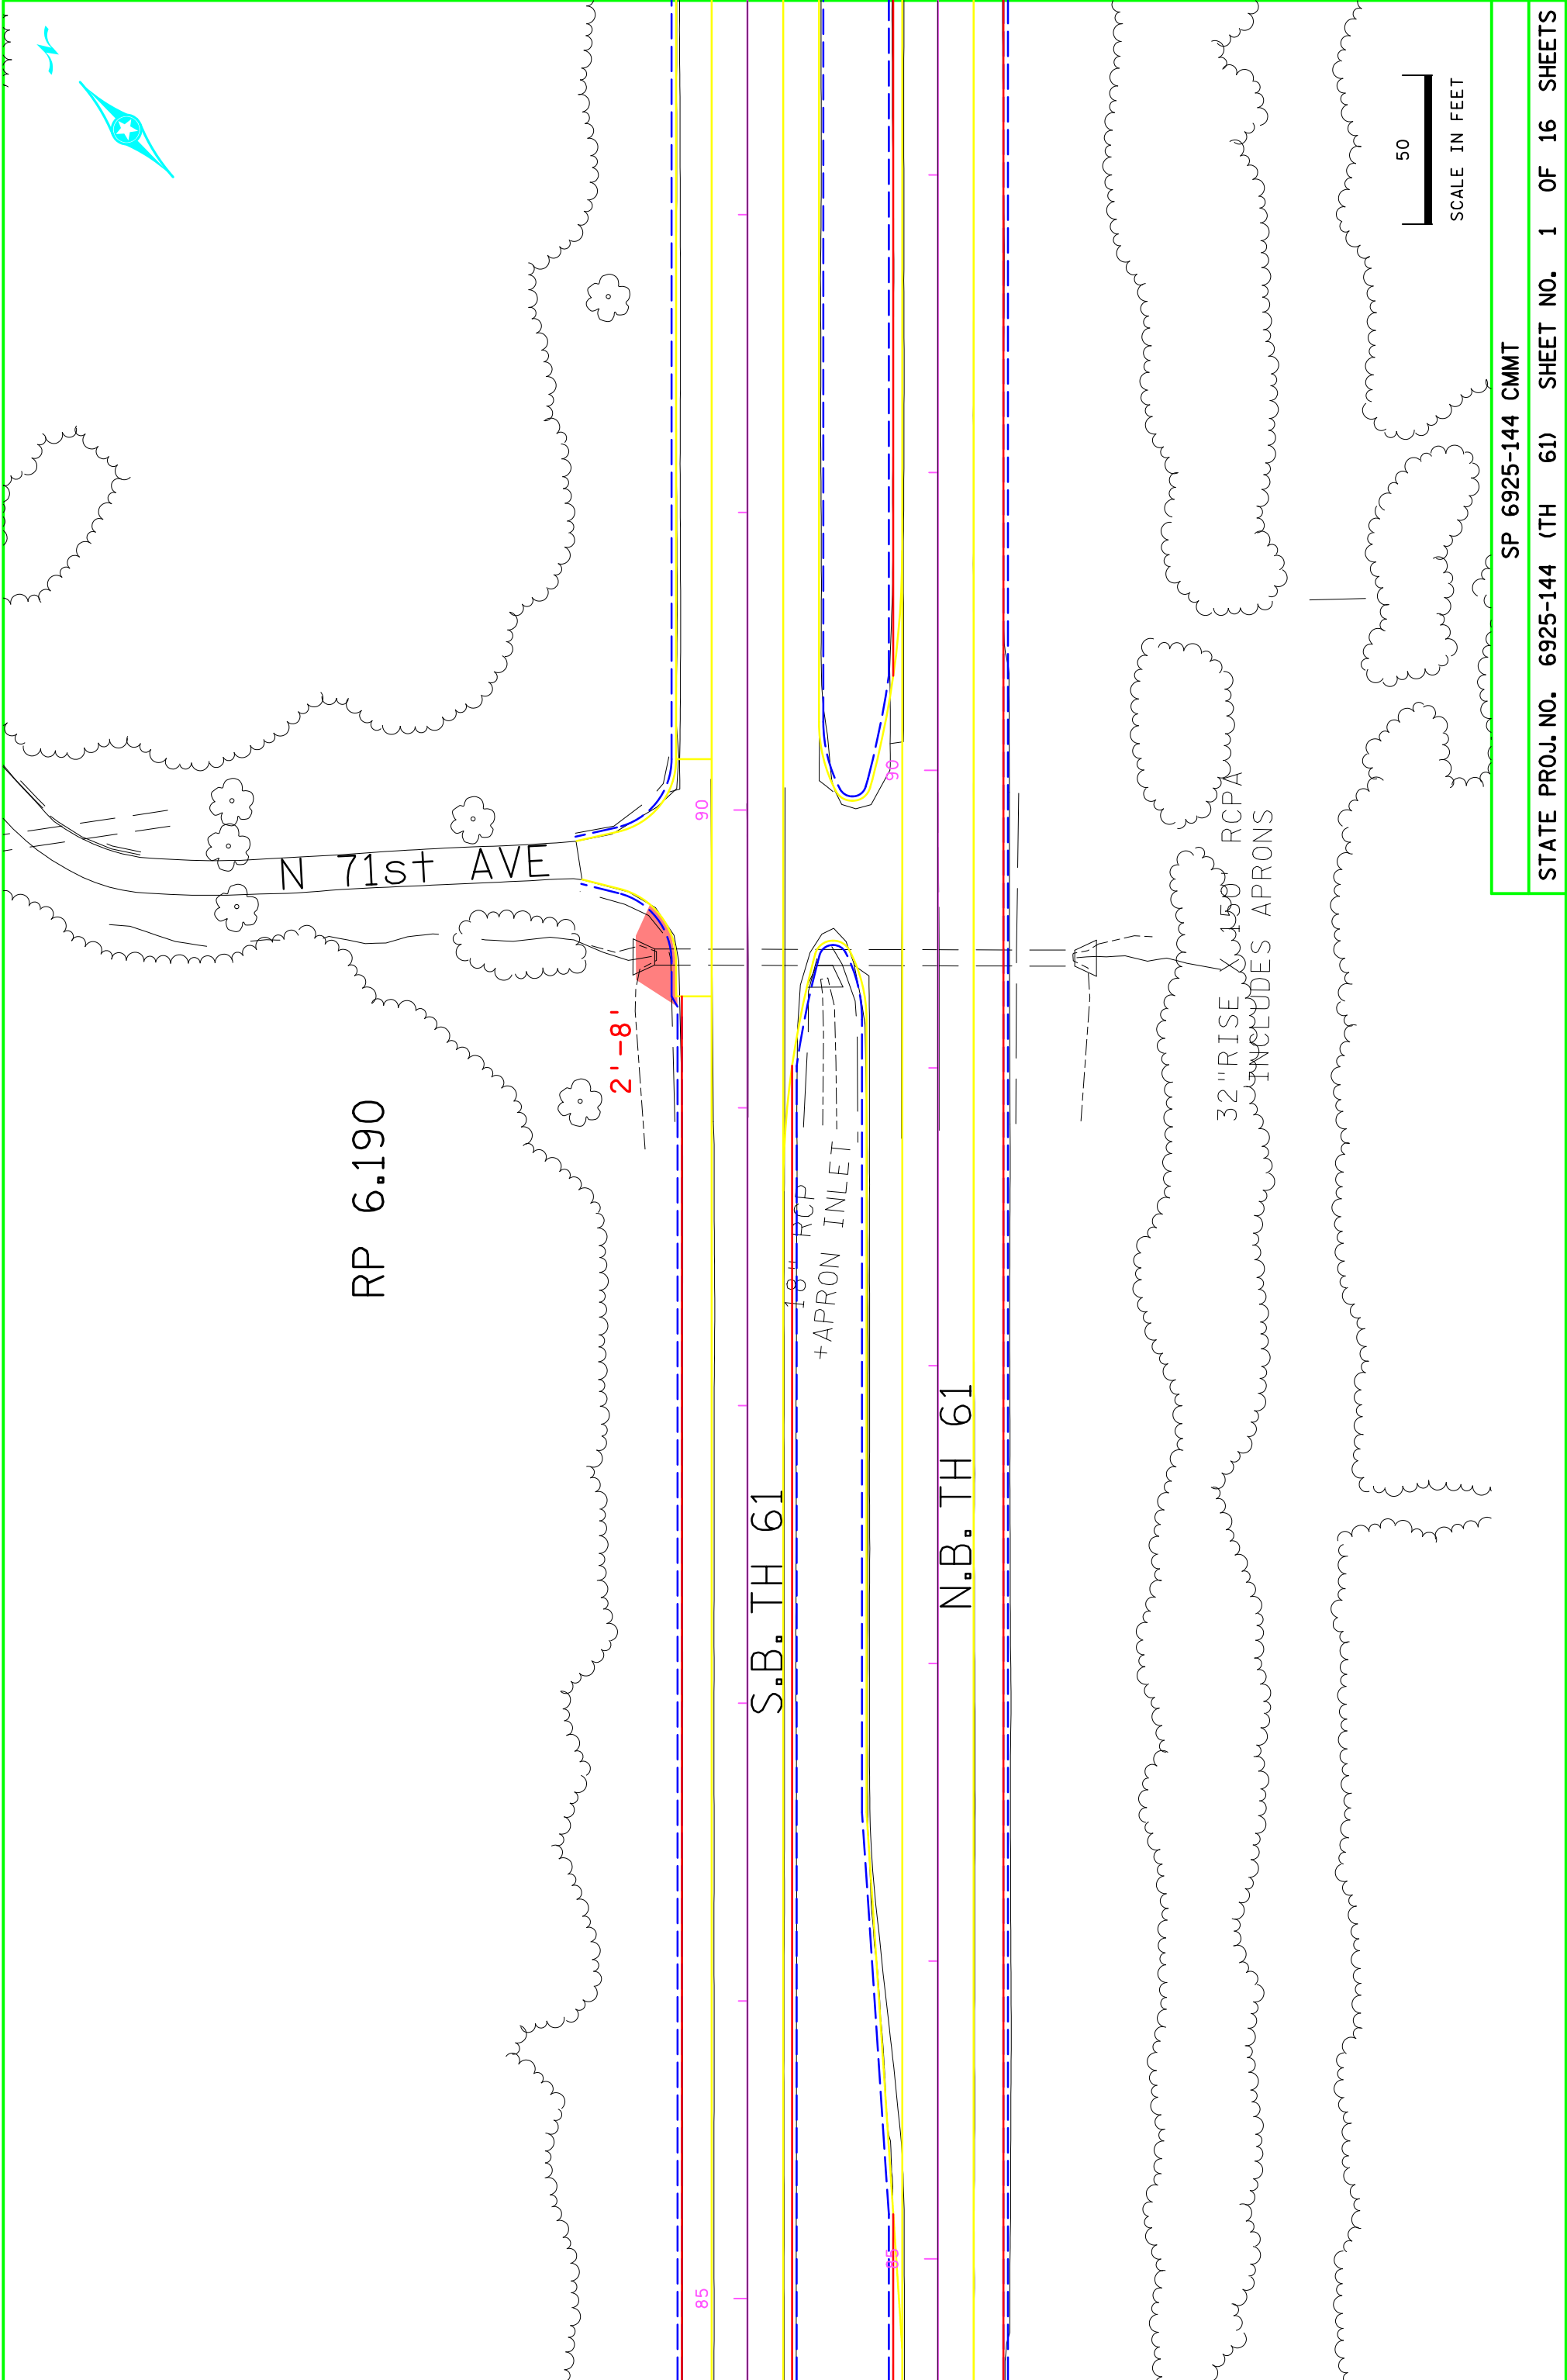 N 71st AVE
RP 6.190
2'-8'
90
90
18" RCP
+APRON INLET
32"RISE X 150' RCPA
INCLUDES APRONS
S.B. TH 61
N.B. TH 61
85
85
50
SCALE IN FEET
SP 6925-144 CMMT
STATE PROJ. NO. 6925-144 (TH 61) SHEET NO. 1 OF 16 SHEETS